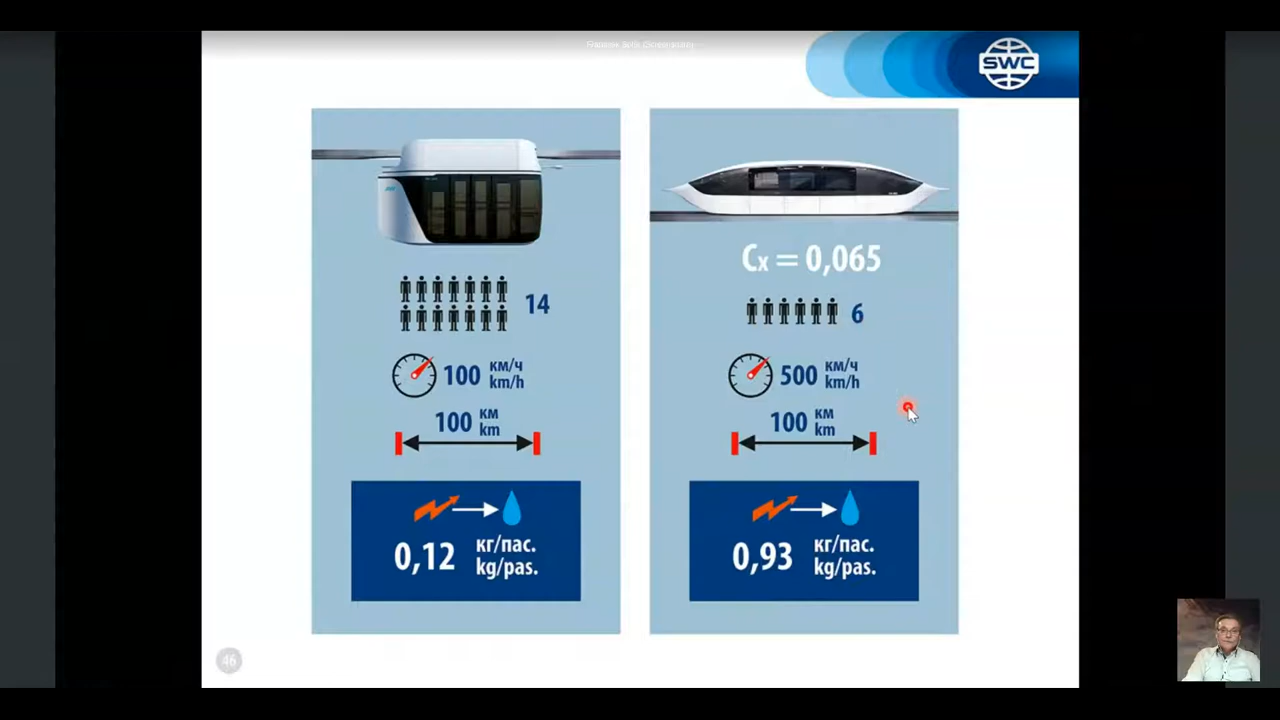 SWC
14
100 км/ч
km/h
100 км
km
0,12 кг/пас.
kg/pas.
Cx = 0,065
6
500 км/ч
km/h
100 км
km
0,93 кг/пас.
kg/pas.
46